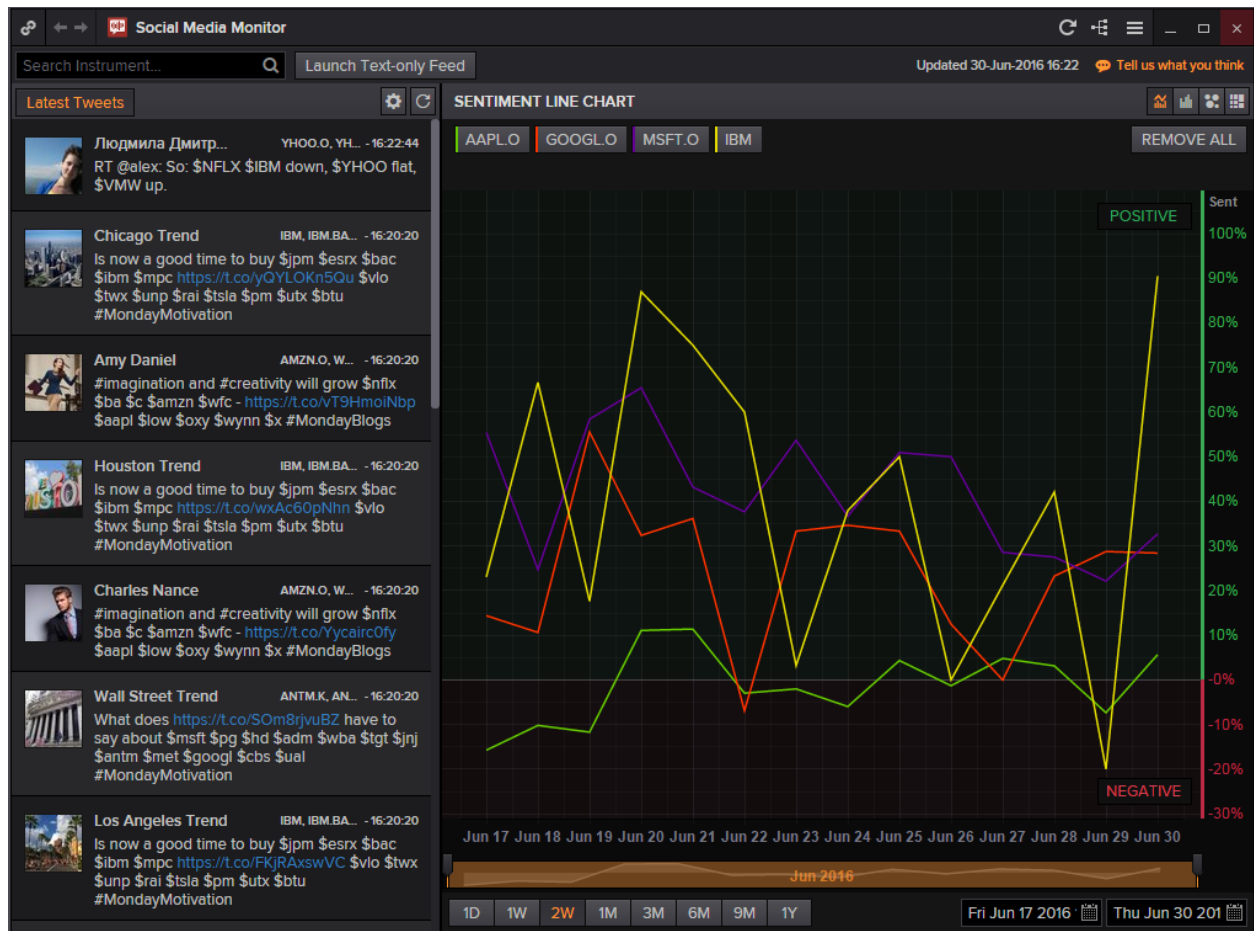 Social Media Monitor
Search Instrument...
Launch Text-only Feed
Updated 30-Jun-2016 16:22
Tell us what you think
Latest Tweets
Людмила Дмитр... YHOO.O, YH... - 16:22:44
RT @alex: So: $NFLX $IBM down, $YHOO flat,
$VMW up.
Chicago Trend IBM, IBM.BA... - 16:20:20
Is now a good time to buy $jpm $esrx $bac
$ibm $mpc https://t.co/yQYLOKn5Qu $vlo
$twx $unp $rai $tsla $pm $utx $btu
#MondayMotivation
Amy Daniel AMZN.O, W... - 16:20:20
#imagination and #creativity will grow $nflx
$ba $c $amzn $wfc - https://t.co/vT9HmoiNbp
$aapl $low $oxy $wynn $x #MondayBlogs
Houston Trend IBM, IBM.BA... - 16:20:20
Is now a good time to buy $jpm $esrx $bac
$ibm $mpc https://t.co/wxAc60pNhn $vlo
$twx $unp $rai $tsla $pm $utx $btu
#MondayMotivation
Charles Nance AMZN.O, W... - 16:20:20
#imagination and #creativity will grow $nflx
$ba $c $amzn $wfc - https://t.co/Yycairc0fy
$aapl $low $oxy $wynn $x #MondayBlogs
Wall Street Trend ANTM.K, AN... - 16:20:20
What does https://t.co/SOm8rjvuBZ have to
say about $msft $pg $hd $adm $wba $tgt $jnj
$antm $met $googl $cbs $ual
#MondayMotivation
Los Angeles Trend IBM, IBM.BA... - 16:20:20
Is now a good time to buy $jpm $esrx $bac
$ibm $mpc https://t.co/FKjRAxswVC $vlo $twx
$unp $rai $tsla $pm $utx $btu
#MondayMotivation
SENTIMENT LINE CHART
AAPL.O GOOGL.O MSFT.O IBM
REMOVE ALL
Sent
POSITIVE
100%
90%
80%
70%
60%
50%
40%
30%
20%
10%
-0%
-10%
-20%
NEGATIVE
-30%
Jun 17 Jun 18 Jun 19 Jun 20 Jun 21 Jun 22 Jun 23 Jun 24 Jun 25 Jun 26 Jun 27 Jun 28 Jun 29 Jun 30
Jun 2016
1D 1W 2W 1M 3M 6M 9M 1Y
Fri Jun 17 2016
Thu Jun 30 201